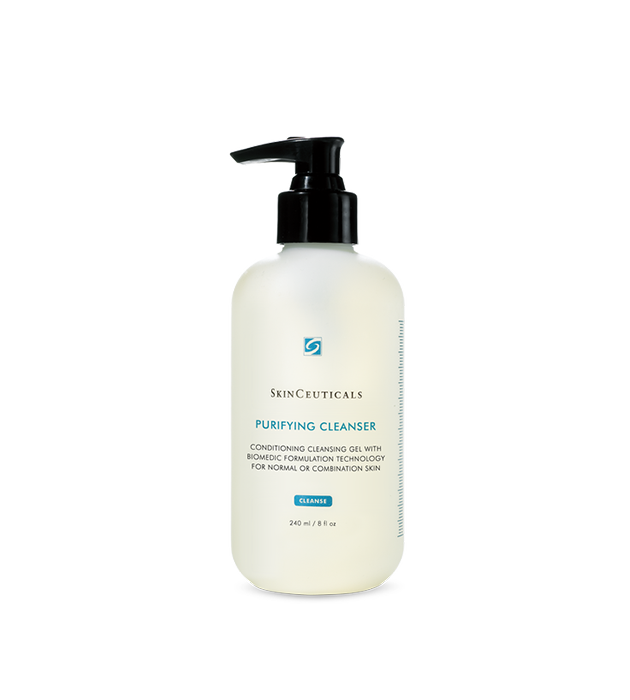 SKINCEUTICALS
PURIFYING CLEANSER
CONDITIONING CLEANSING GEL WITH
BIOMEDIC FORMULATION TECHNOLOGY
FOR NORMAL OR COMBINATION SKIN
CLEANSE
240 ml / 8 fl oz